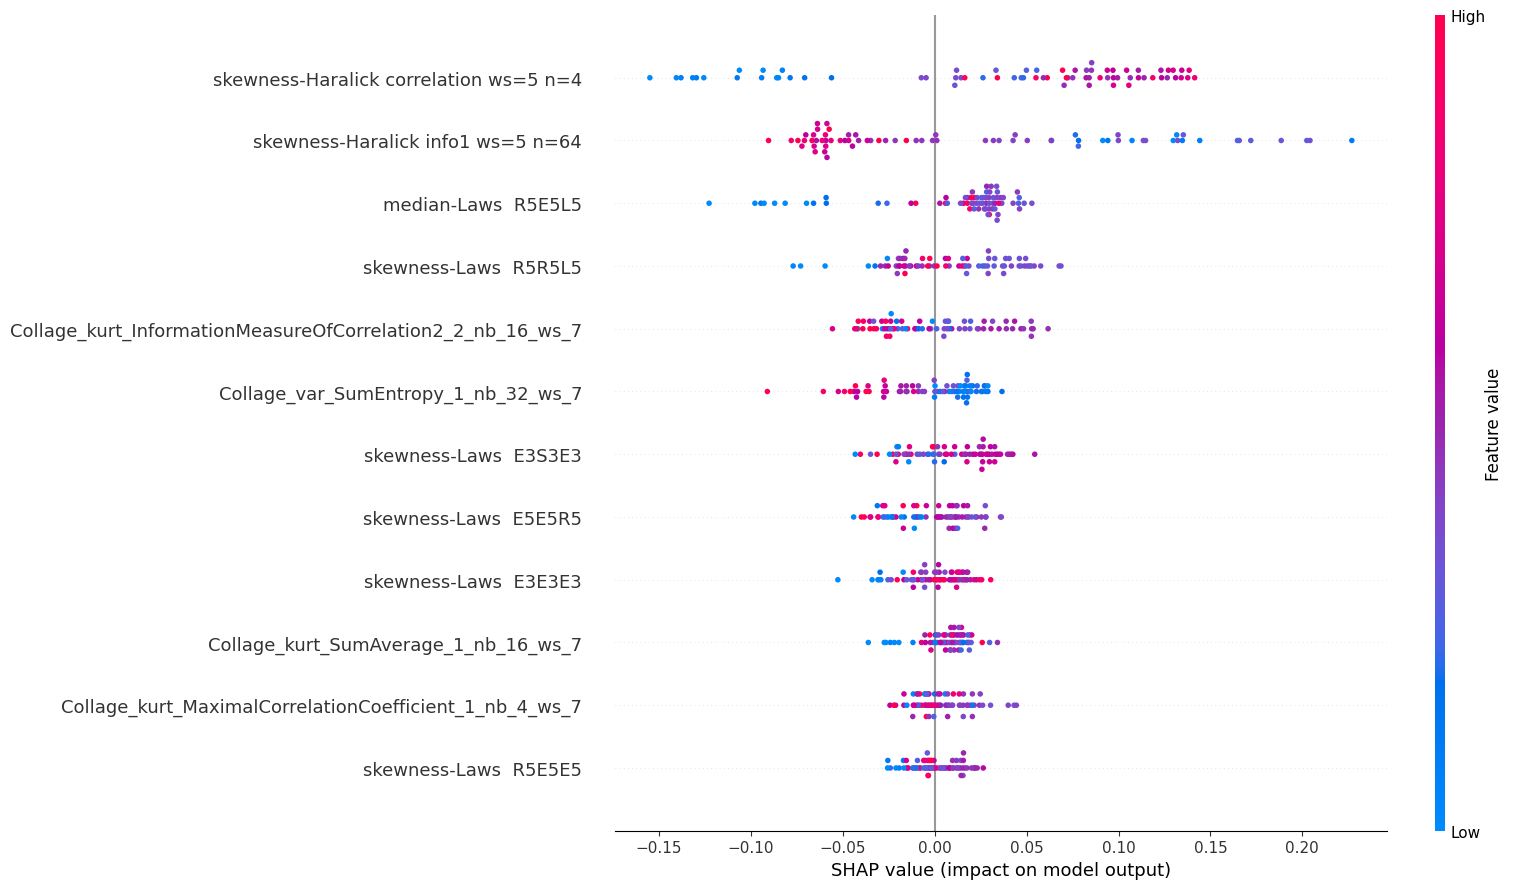 High
skewness-Haralick correlation ws=5 n=4
skewness-Haralick info1 ws=5 n=64
median-Laws  R5E5L5
skewness-Laws  R5R5L5
Collage_kurt_InformationMeasureOfCorrelation2_2_nb_16_ws_7
Collage_var_SumEntropy_1_nb_32_ws_7
skewness-Laws  E3S3E3
skewness-Laws  E5E5R5
skewness-Laws  E3E3E3
Collage_kurt_SumAverage_1_nb_16_ws_7
Collage_kurt_MaximalCorrelationCoefficient_1_nb_4_ws_7
skewness-Laws  R5E5E5
Feature value
Low
−0.15 −0.10 −0.05 0.00 0.05 0.10 0.15 0.20
SHAP value (impact on model output)